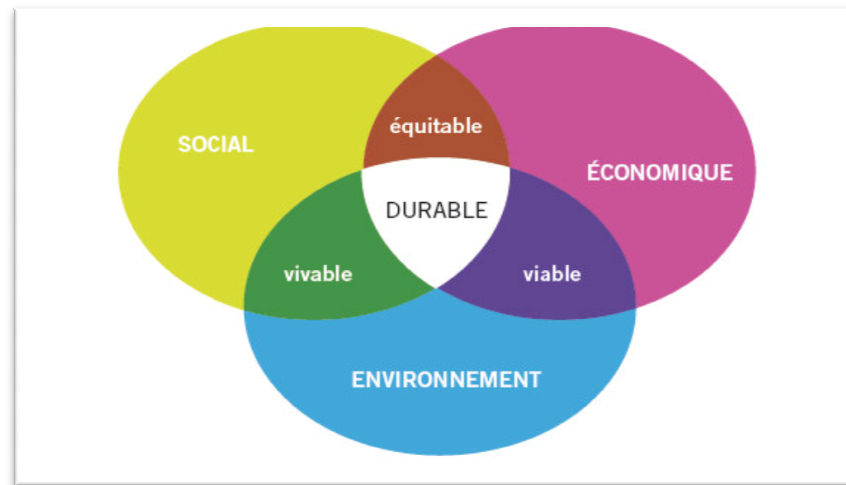 équitable
SOCIAL
ÉCONOMIQUE
DURABLE
vivable
viable
ENVIRONNEMENT